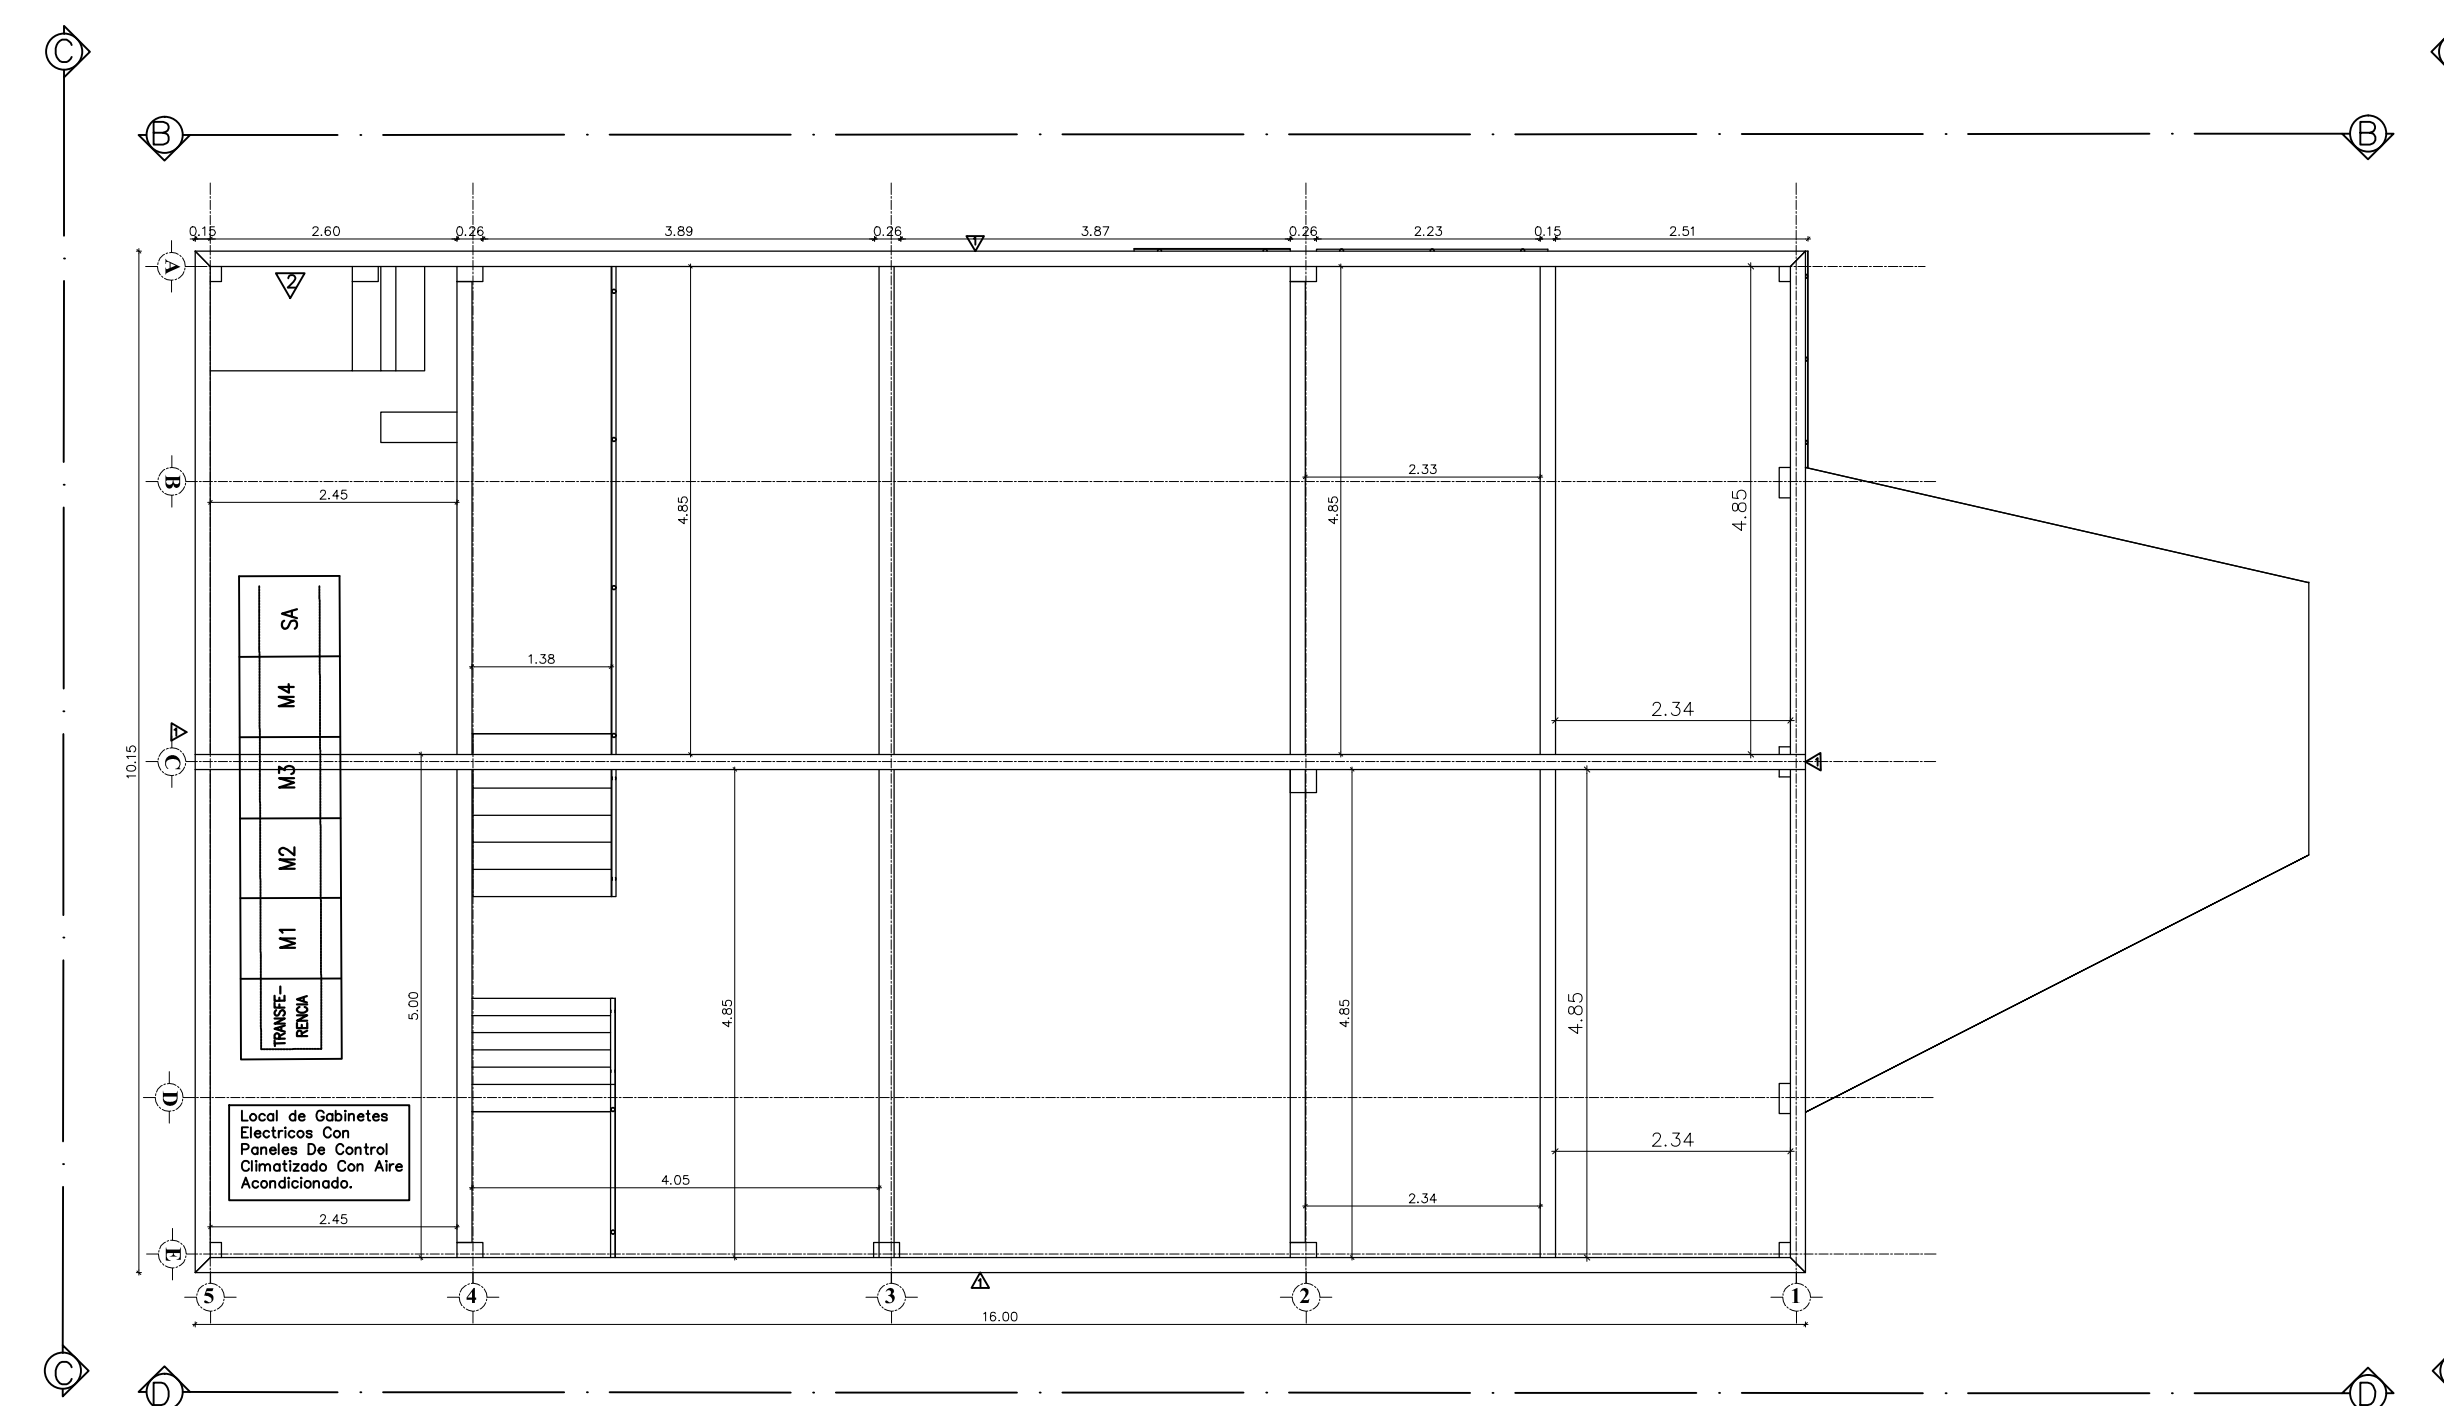 C
B
B
0.15
2.60
0.26
3.89
0.26
3.87
0.26
2.23
0.15
2.51
1
A
2
B
2.45
4.85
4.85
2.33
4.85
SA
1.38
M4
2.34
1
C
10.15
M3
1
M2
M1
5.00
4.85
4.85
4.85
TRANSFE-
RENCIA
D
Local de Gabinetes
Electricos Con
Paneles De Control
Climatizado Con Aire
Acondicionado.
2.34
4.05
2.34
2.45
E
1
5
4
3
2
1
16.00
C
D
D